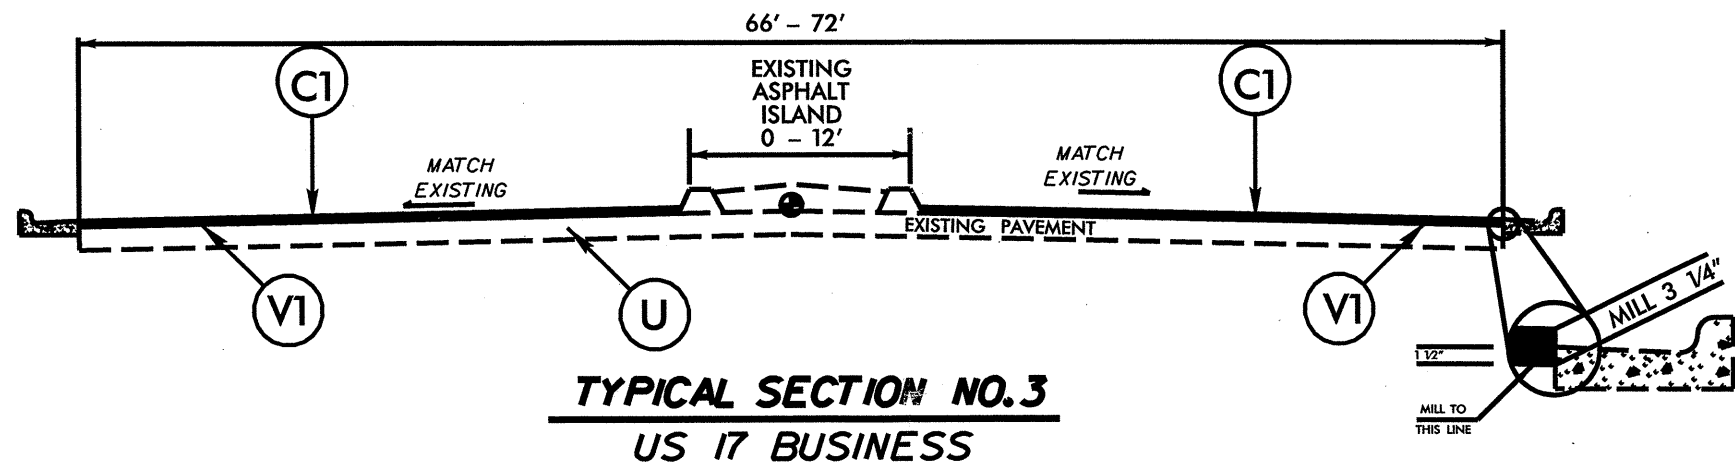 66' – 72'
C1
EXISTING
ASPHALT
ISLAND
0 – 12'
C1
MATCH
EXISTING
MATCH
EXISTING
EXISTING PAVEMENT
V1
U
V1
MILL 3 1/4"
1 1/2"
MILL TO
THIS LINE
TYPICAL SECTION NO.3
US 17 BUSINESS